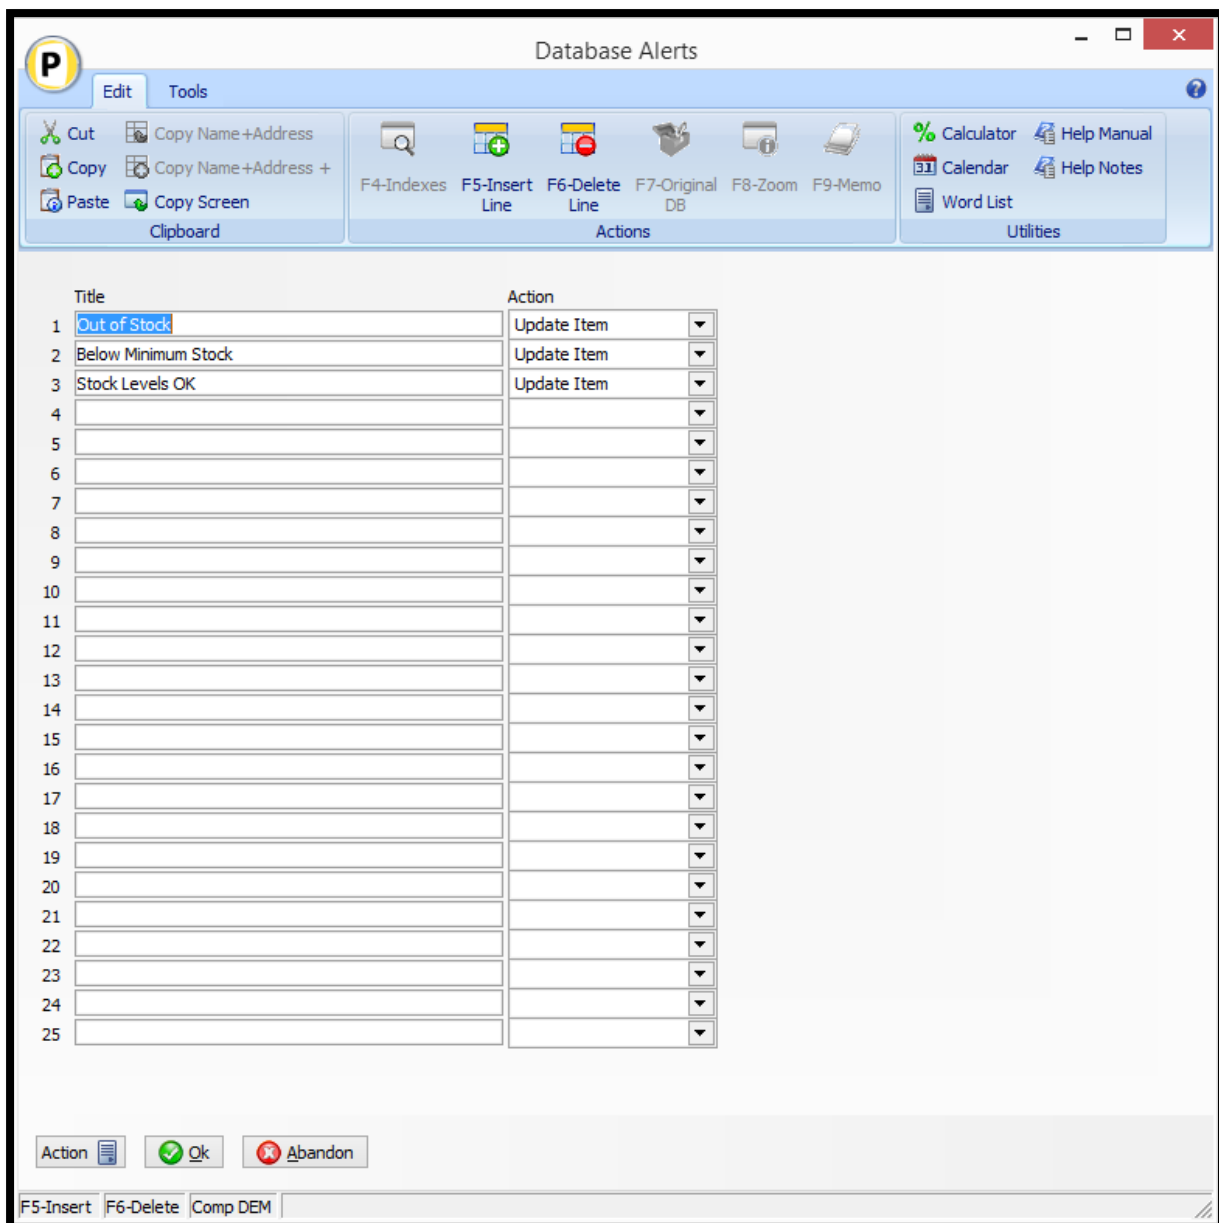 P
Database Alerts
Edit Tools
Cut Copy Name+Address
Copy Copy Name+Address +
Paste Copy Screen
Clipboard
F4-Indexes F5-Insert Line F6-Delete Line F7-Original DB F8-Zoom F9-Memo
Actions
% Calculator Help Manual
31 Calendar Help Notes
Word List
Utilities
Title Action
1 Out of Stock Update Item
2 Below Minimum Stock Update Item
3 Stock Levels OK Update Item
4
5
6
7
8
9
10
11
12
13
14
15
16
17
18
19
20
21
22
23
24
25
Action Ok Abandon
F5-Insert F6-Delete Comp DEM